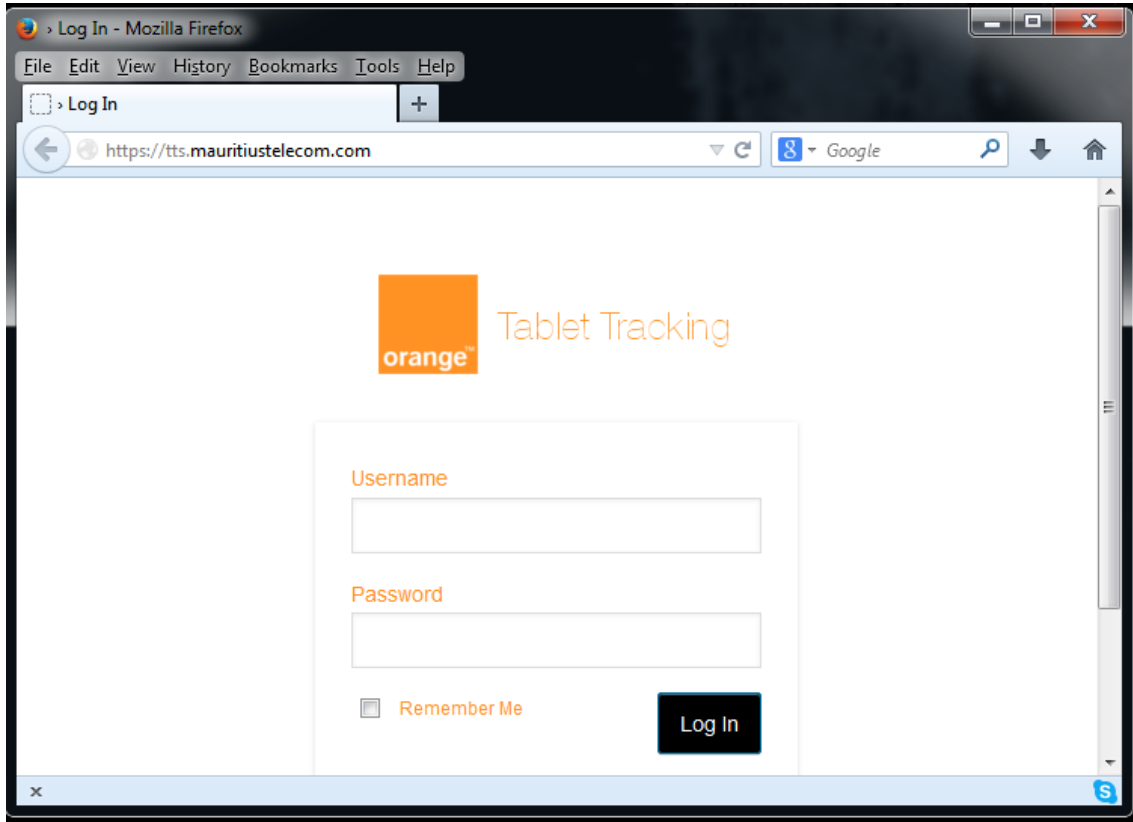 › Log In - Mozilla Firefox
File Edit View History Bookmarks Tools Help
› Log In +
https://tts.mauritiustelecom.com 8 Google
Tablet Tracking
orange™
Username
Password
Remember Me
Log In
x S